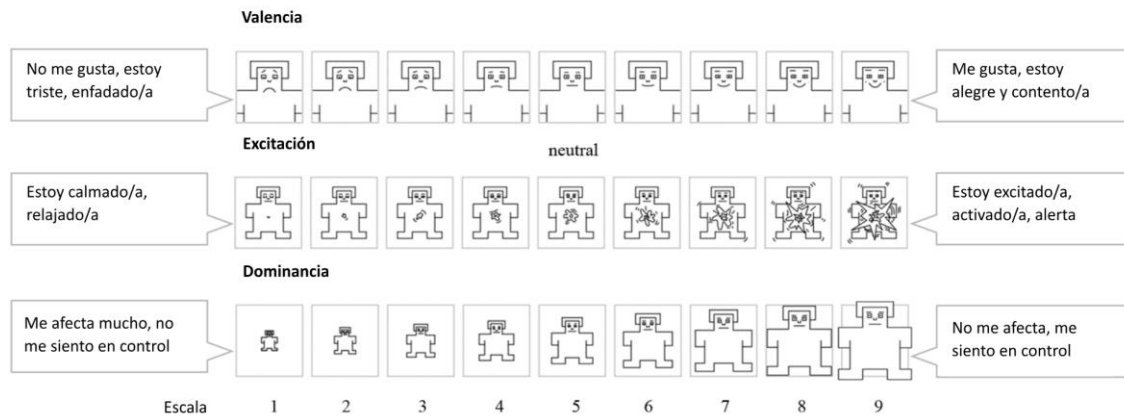 Valencia
No me gusta, estoy
triste, enfadado/a
Me gusta, estoy
alegre y contento/a
Excitación
neutral
Estoy calmado/a,
relajado/a
Estoy excitado/a,
activado/a, alerta
Dominancia
Me afecta mucho, no
me siento en control
No me afecta, me
siento en control
Escala 1 2 3 4 5 6 7 8 9